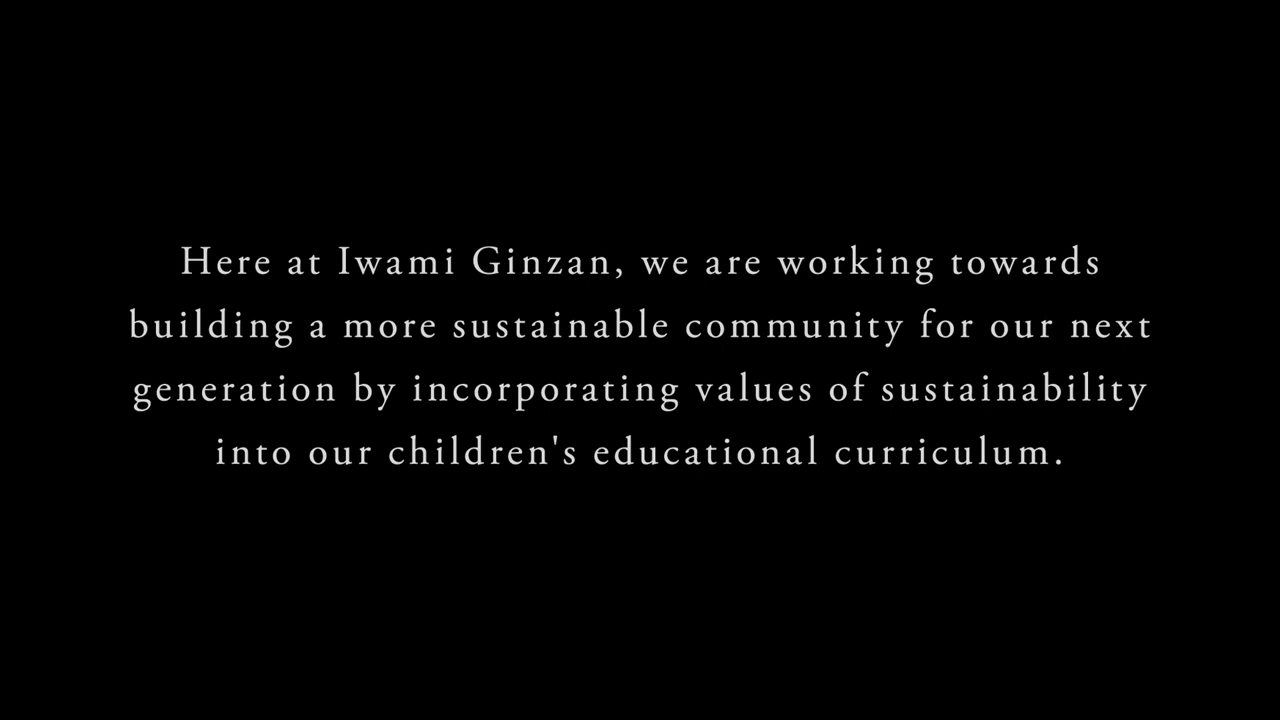 Here at Iwami Ginzan, we are working towards
building a more sustainable community for our next
generation by incorporating values of sustainability
into our children's educational curriculum.